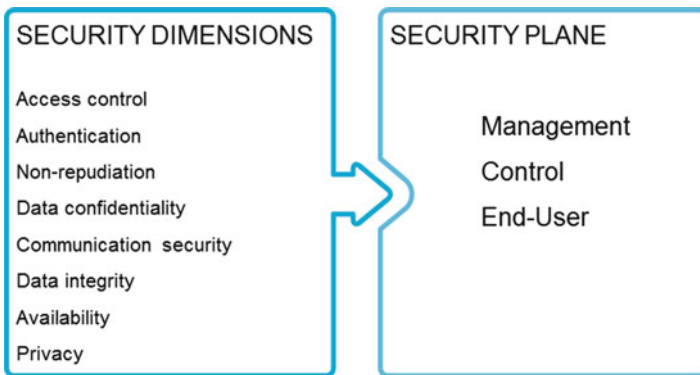 SECURITY DIMENSIONS
Access control
Authentication
Non-repudiation
Data confidentiality
Communication security
Data integrity
Availability
Privacy
SECURITY PLANE
Management
Control
End-User